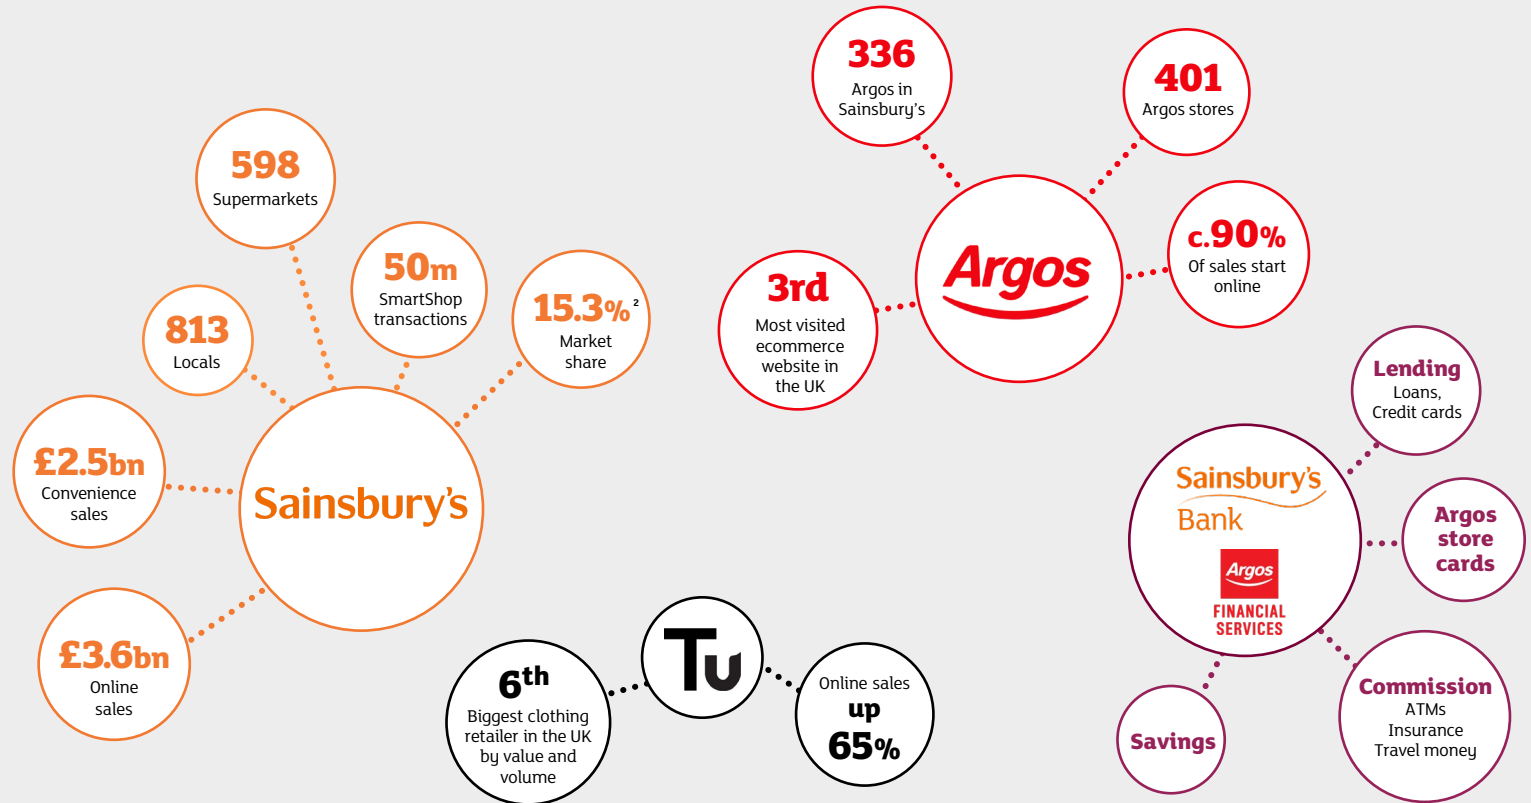 598
Supermarkets
50m
SmartShop
transactions
15.3%²
Market
share
813
Locals
£2.5bn
Convenience
sales
£3.6bn
Online
sales
Sainsbury's
336
Argos in
Sainsbury's
401
Argos stores
c.90%
Of sales start
online
3rd
Most visited
ecommerce
website in
the UK
Argos
6th
Biggest clothing
retailer in the UK
by value and
volume
Tu
Online sales
up
65%
Sainsbury's
Bank
Argos
FINANCIAL
SERVICES
Lending
Loans,
Credit cards
Argos
store
cards
Commission
ATMs
Insurance
Travel money
Savings